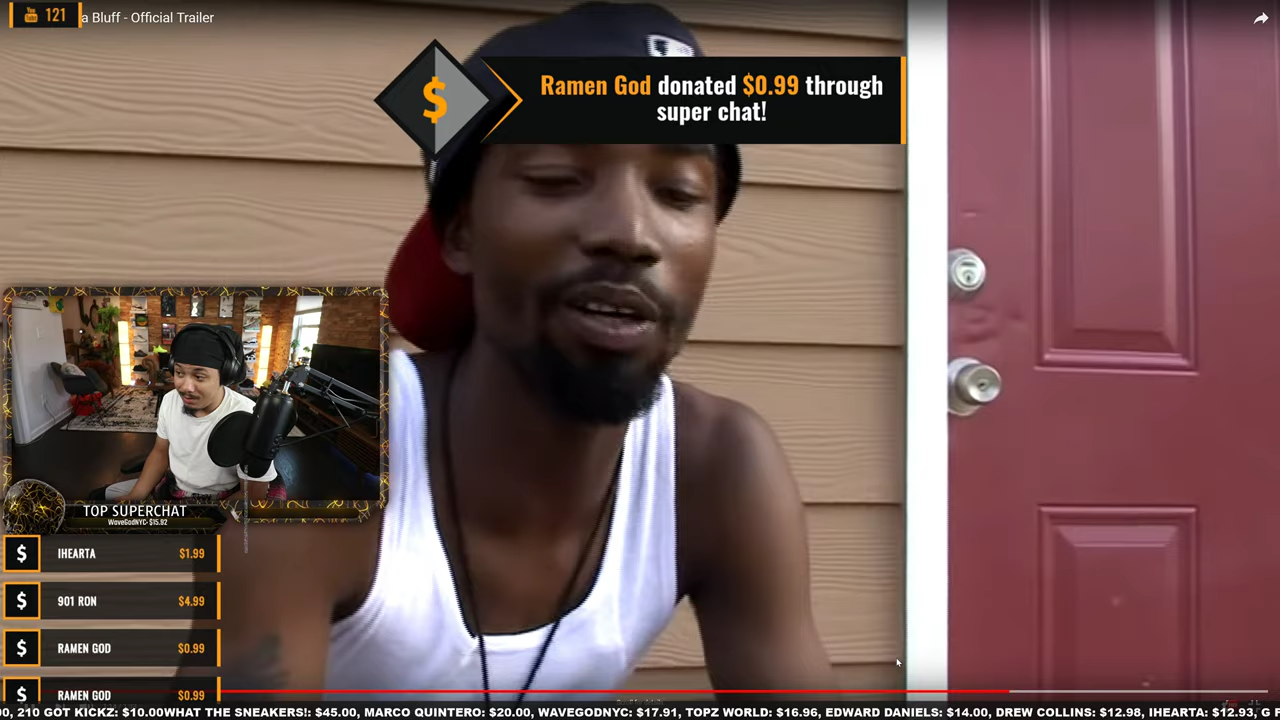 121
a Bluff - Official Trailer
Ramen God donated $0.99 through
super chat!
$
TOP SUPERCHAT
WaveGodNYC- $15.92
$ IHEARTA $1.99
$ 901 RON $4.99
$ RAMEN GOD $0.99
$ RAMEN GOD $0.99
00, 210 GOT KICKZ: $10.00WHAT THE SNEAKERS!: $45.00, MARCO QUINTERO: $20.00, WAVEGODNYC: $17.91, TOPZ WORLD: $16.96, EDWARD DANIELS: $14.00, DREW COLLINS: $12.98, IHEARTA: $12.93, G